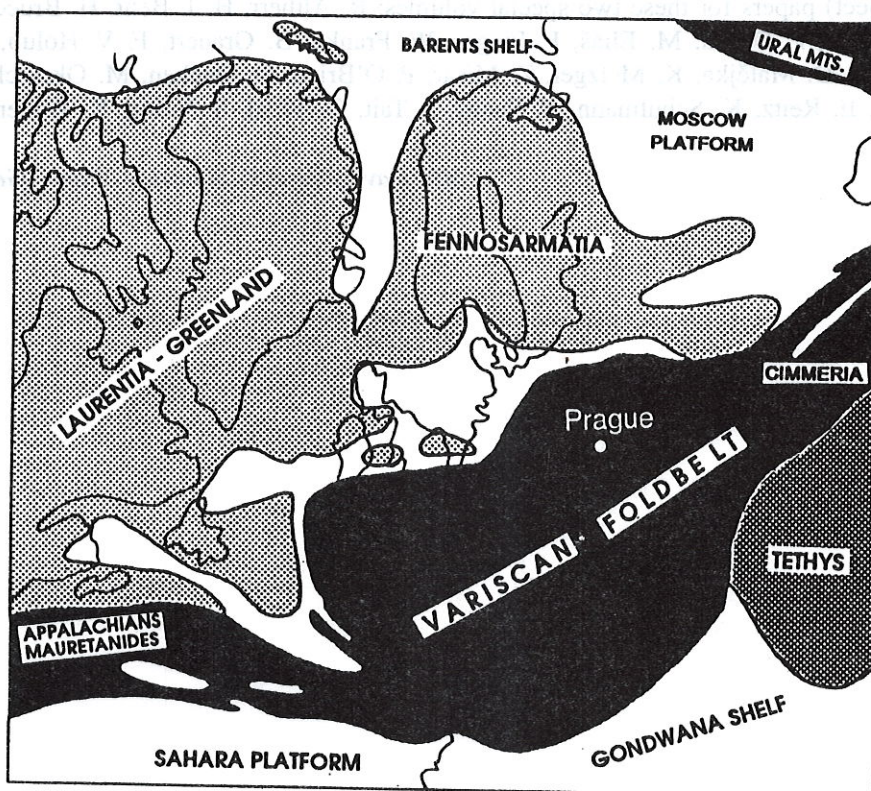 BARENTS SHELF
URAL MTS.
MOSCOW
PLATFORM
FENNOSARMATIA
LAURENTIA - GREENLAND
CIMMERIA
Prague
VARISCAN FOLDBELT
TETHYS
APPALACHIANS
MAURETANIDES
GONDWANA SHELF
SAHARA PLATFORM